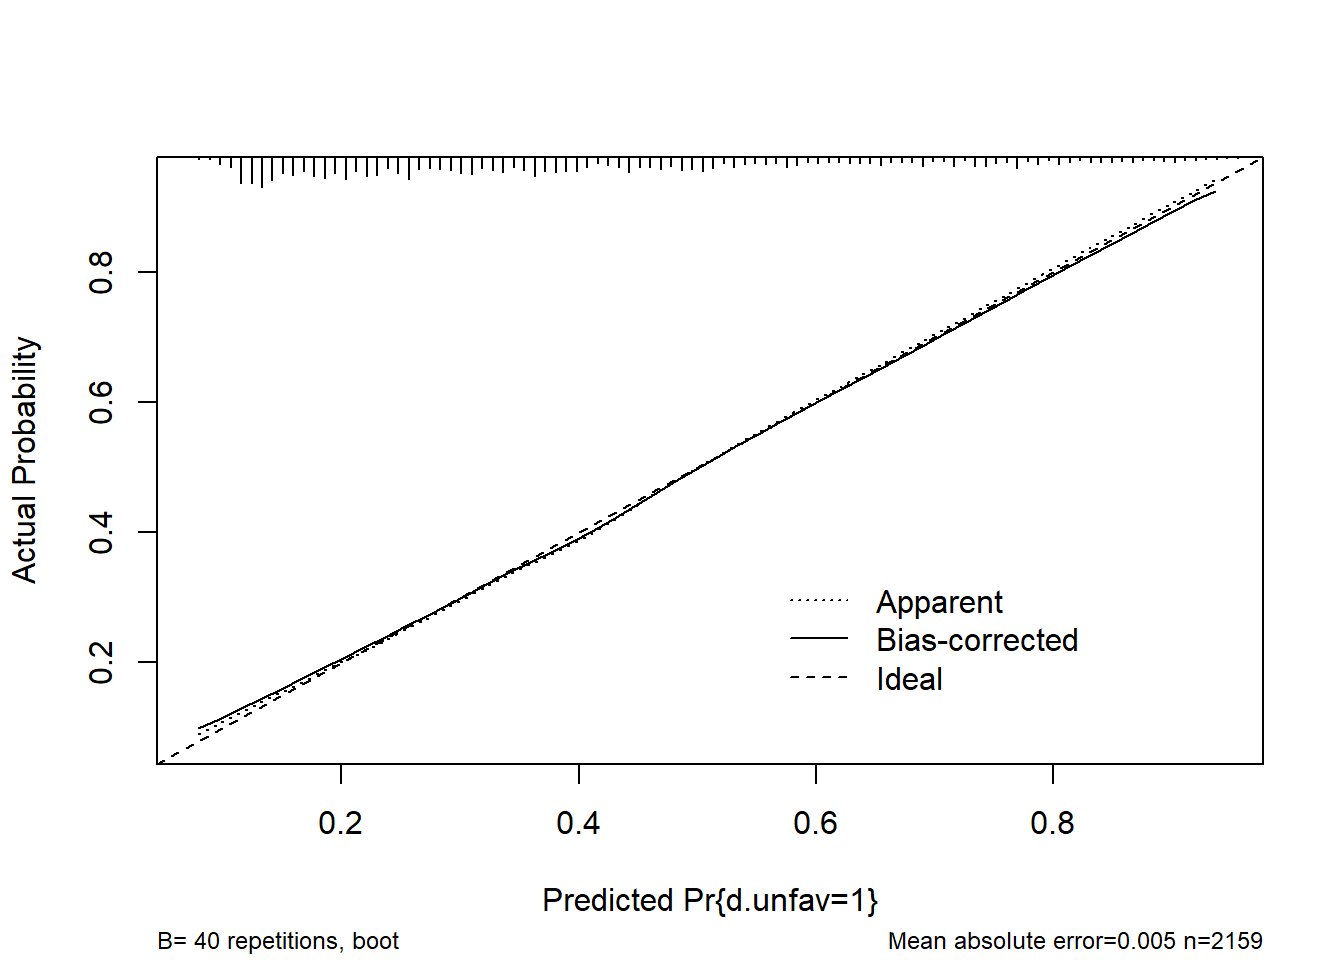 Actual Probability
0.8
0.6
0.4
0.2
Apparent
Bias-corrected
Ideal
0.2 0.4 0.6 0.8
Predicted Pr{d.unfav=1}
B= 40 repetitions, boot
Mean absolute error=0.005 n=2159